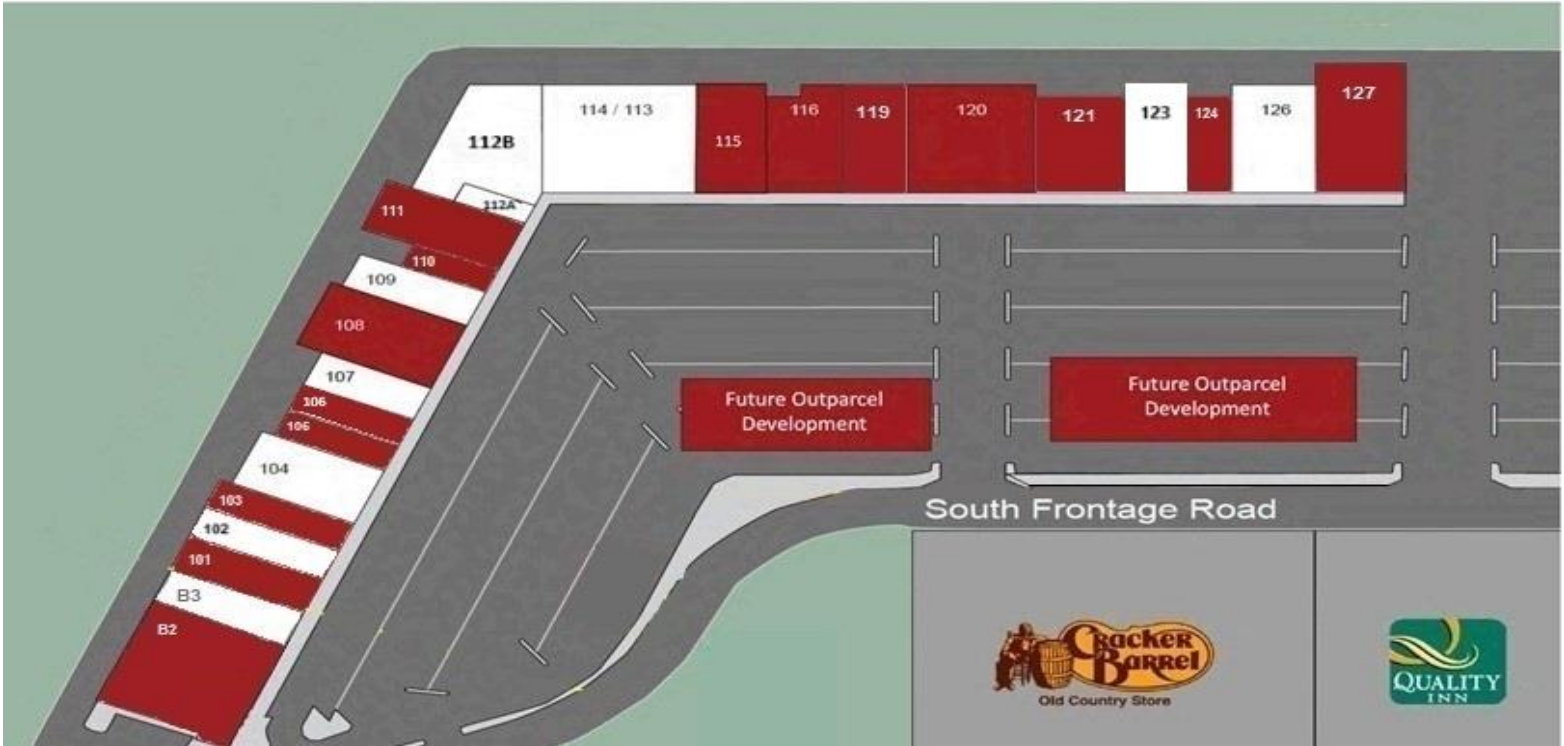 114 / 113
115
116
119
120
121
123
124
126
127
112B
112A
111
110
109
108
107
106
106
104
103
102
101
B3
B2
Future Outparcel
Development
Future Outparcel
Development
South Frontage Road
Cracker
Barrel
Old Country Store
QUALITY
INN